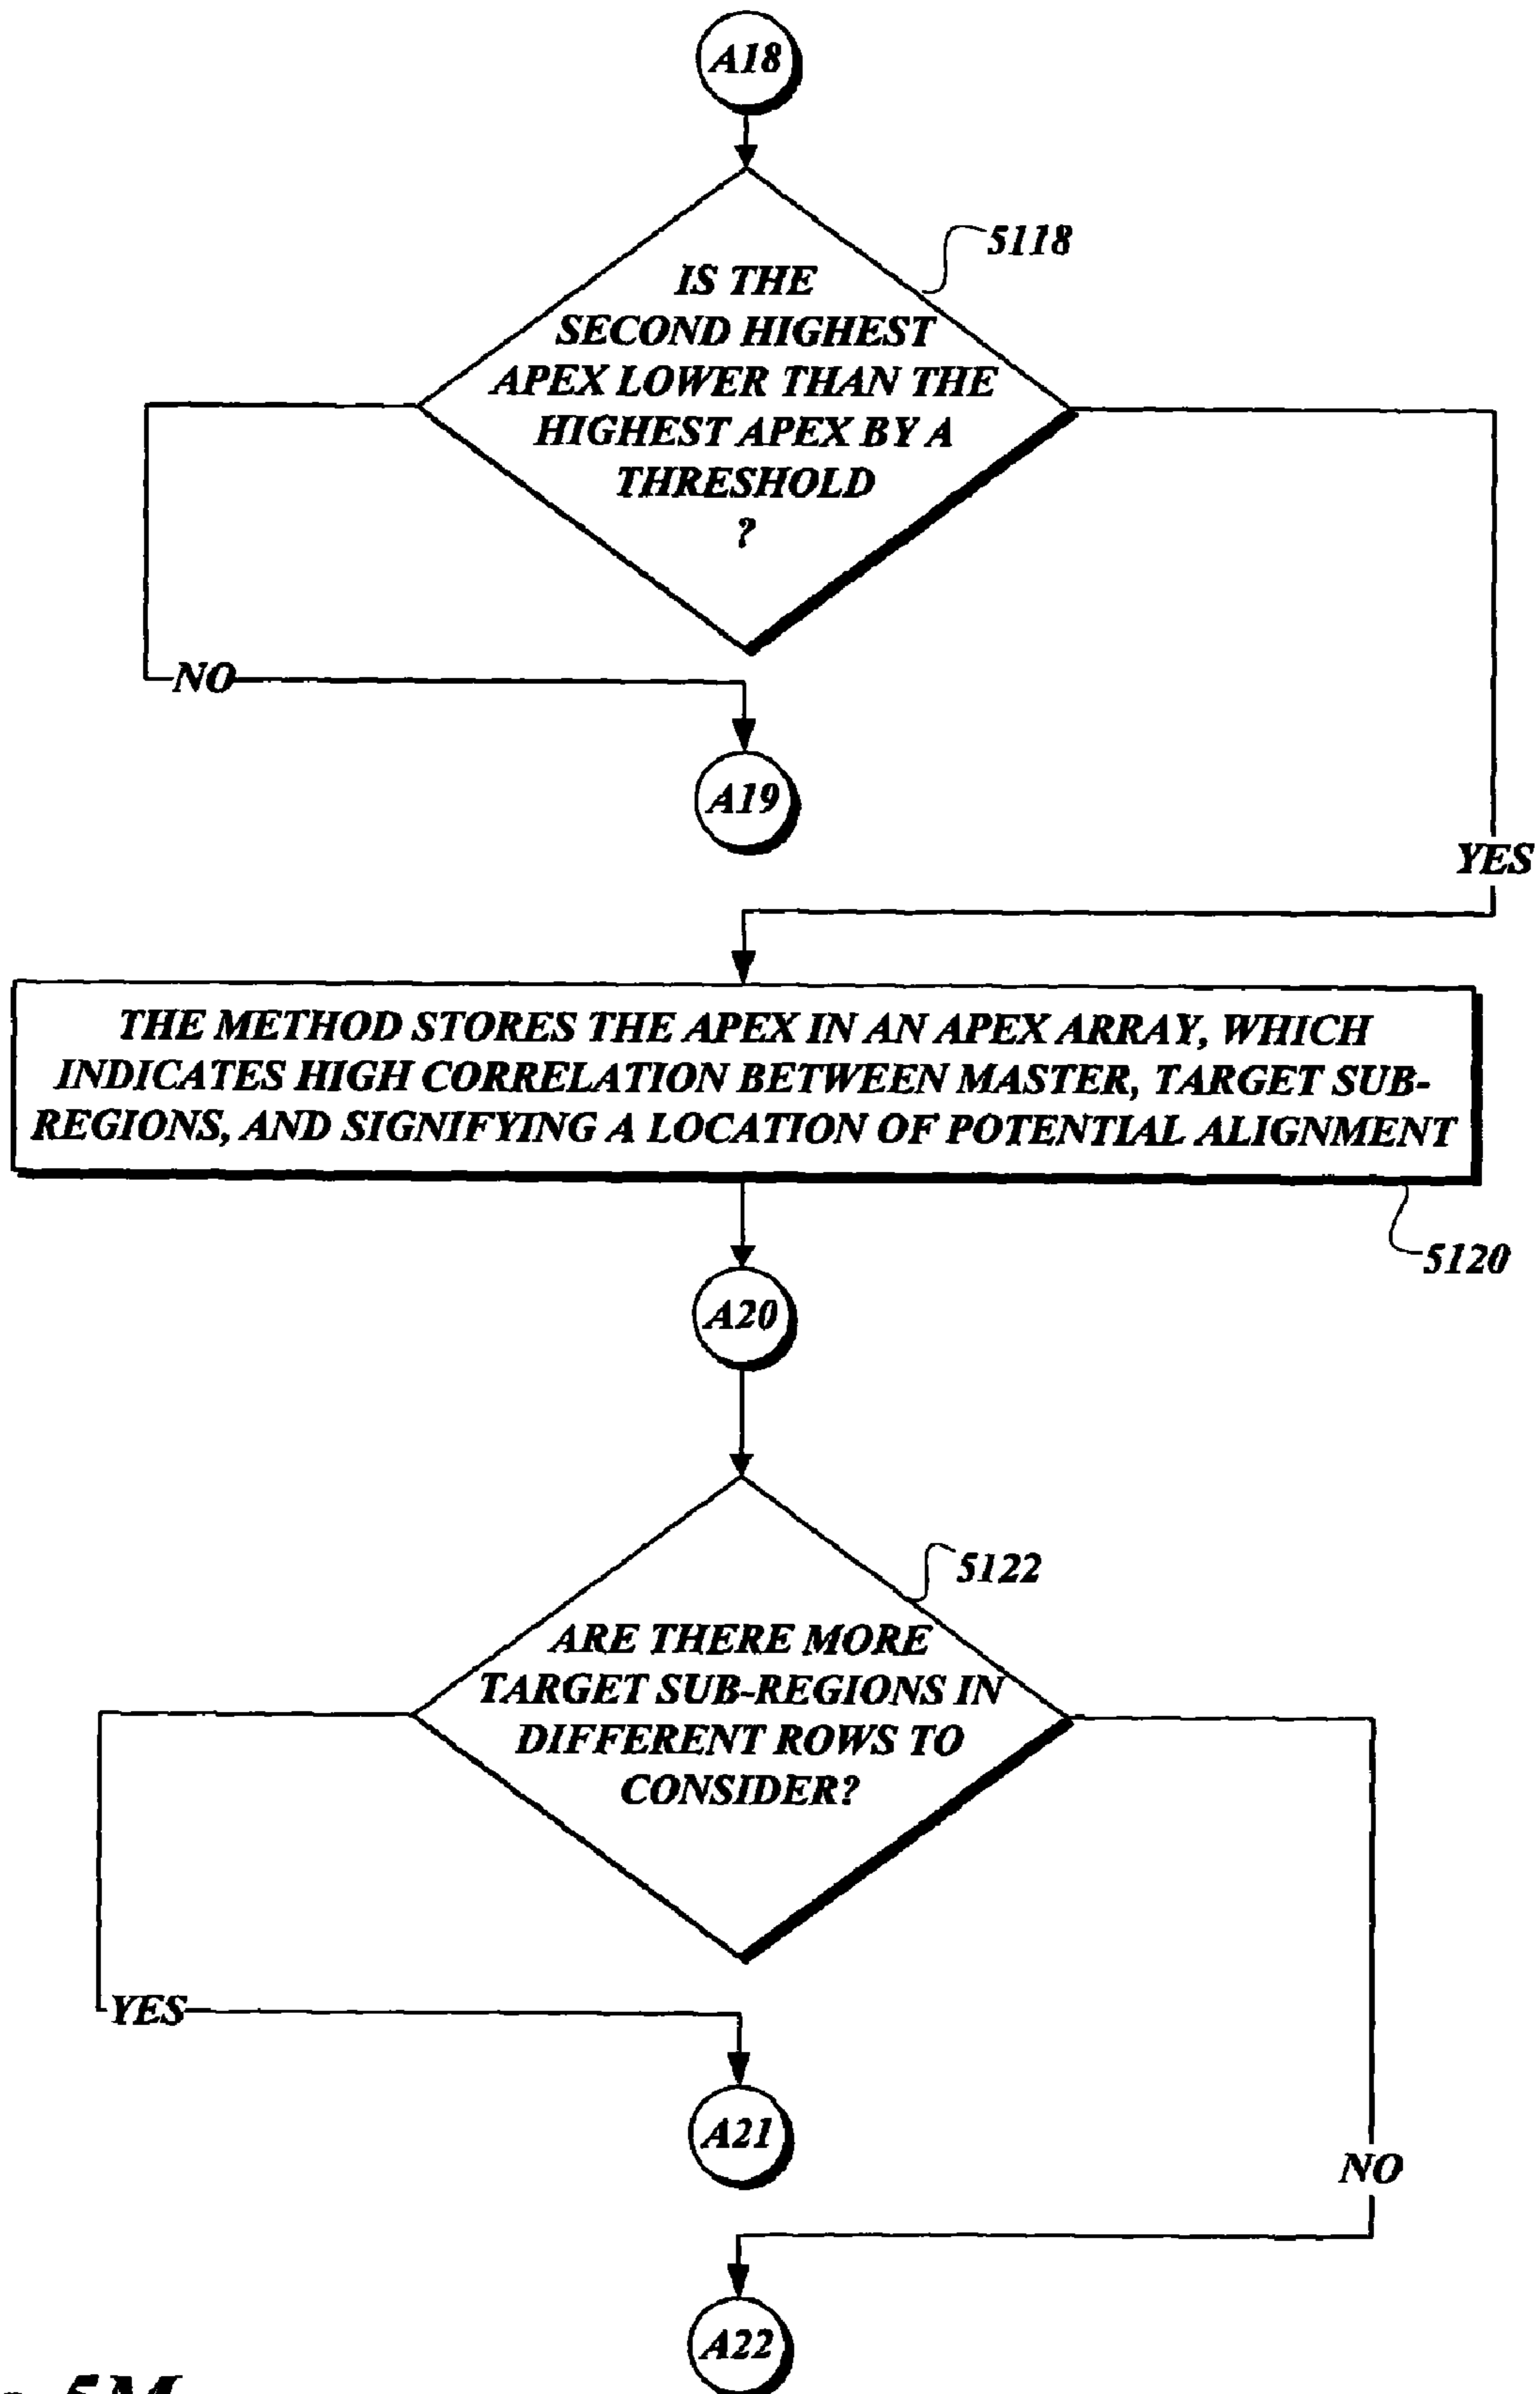 A18
5118
IS THE
SECOND HIGHEST
APEX LOWER THAN THE
HIGHEST APEX BY A
THRESHOLD
?
NO
A19
YES
THE METHOD STORES THE APEX IN AN APEX ARRAY, WHICH
INDICATES HIGH CORRELATION BETWEEN MASTER, TARGET SUB-
REGIONS, AND SIGNIFYING A LOCATION OF POTENTIAL ALIGNMENT
5120
A20
5122
ARE THERE MORE
TARGET SUB-REGIONS IN
DIFFERENT ROWS TO
CONSIDER?
YES
A21
NO
A22
5M